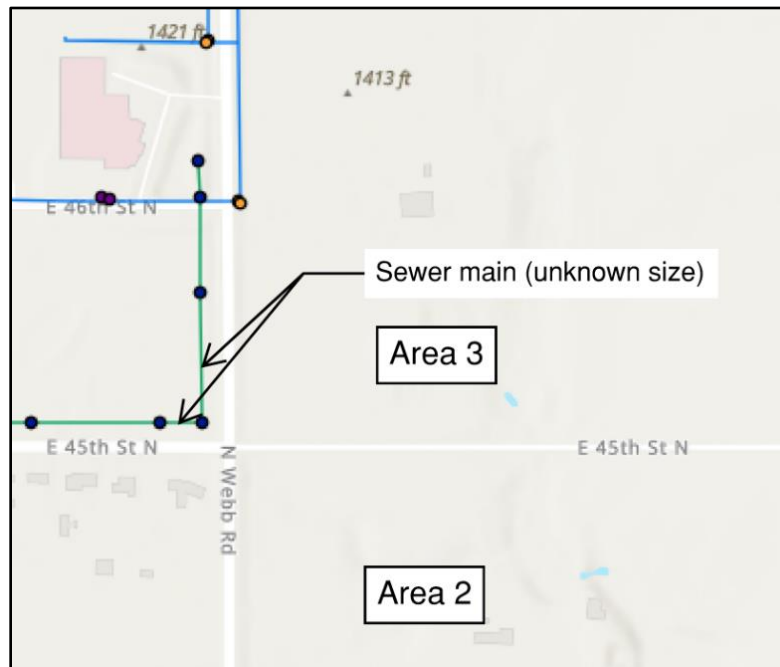 1421 ft
1413 ft
E 46th St N
Sewer main (unknown size)
Area 3
E 45th St N
E 45th St N
N Webb Rd
Area 2